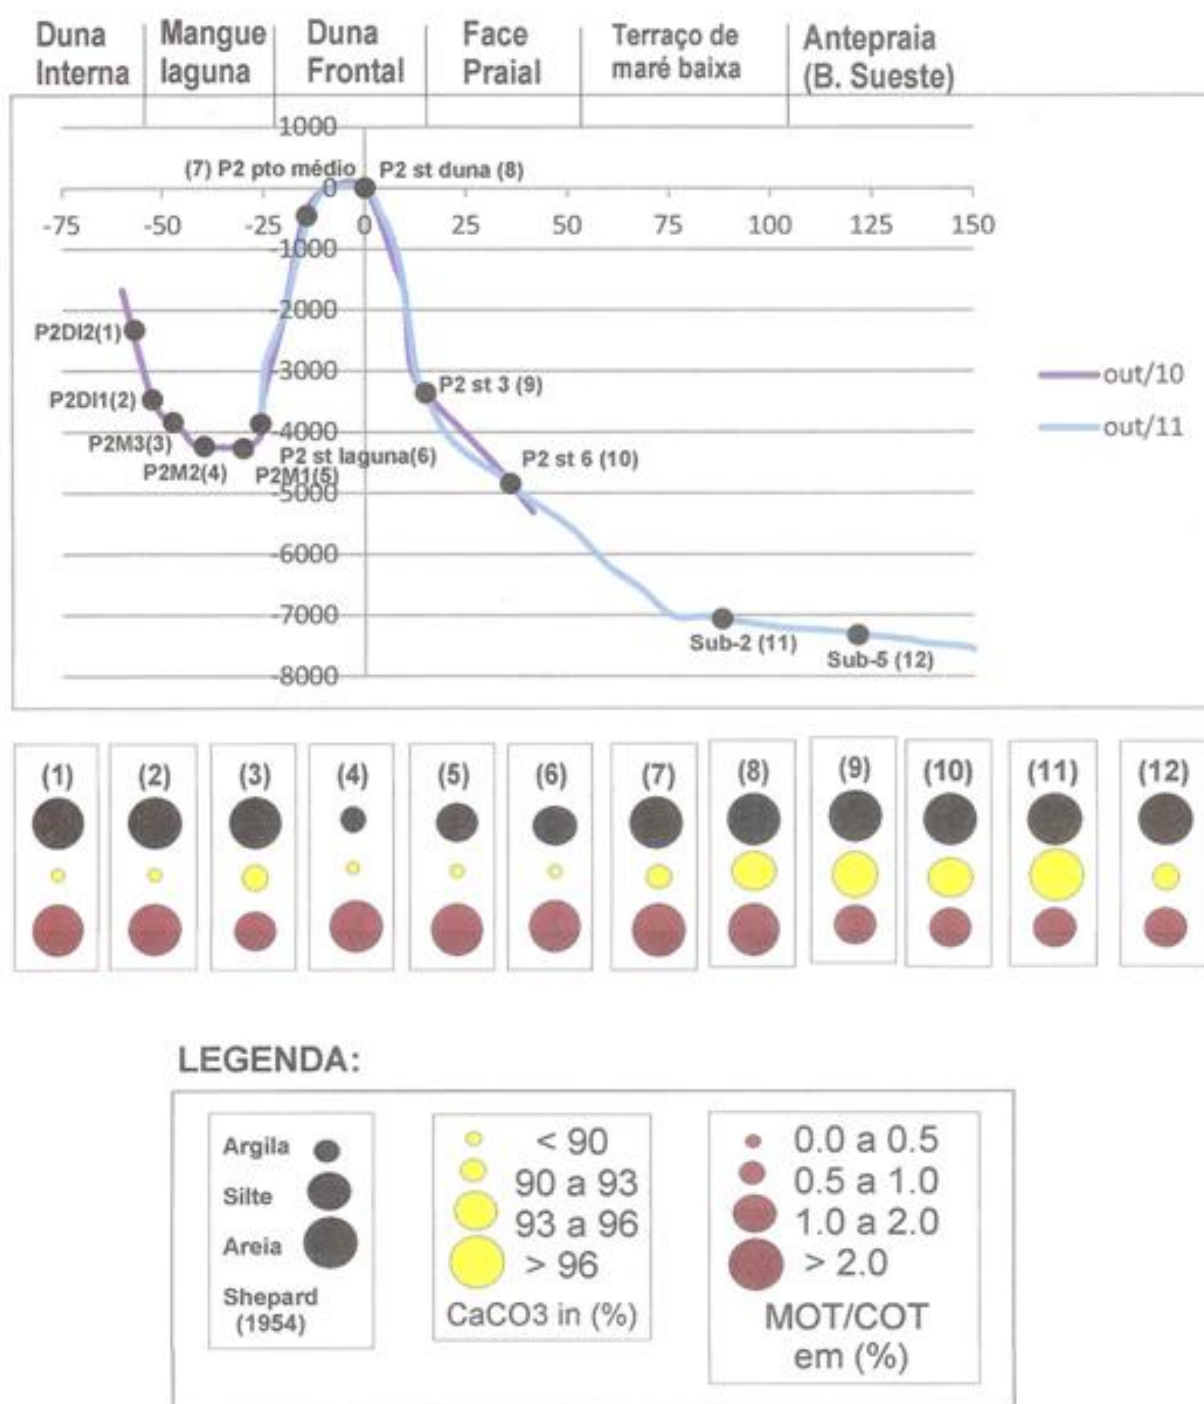 Duna Interna
Mangue laguna
Duna Frontal
Face Praial
Terraço de maré baixa
Antepraia (B. Sueste)
1000
(7) P2 pto médio
P2 st duna (8)
0
-75
-50
-25
0
25
50
75
100
125
150
-1000
-2000
P2DI2(1)
-3000
P2DI1(2)
P2 st 3 (9)
out/10
out/11
-4000
P2M3(3)
P2M2(4)
P2 st laguna(6)
P2M1(5)
P2 st 6 (10)
-5000
-6000
-7000
Sub-2 (11)
Sub-5 (12)
-8000
(1)
(2)
(3)
(4)
(5)
(6)
(7)
(8)
(9)
(10)
(11)
(12)
LEGENDA:
Argila
Silte
Areia
Shepard
(1954)
< 90
90 a 93
93 a 96
> 96
CaCO3 in (%)
0.0 a 0.5
0.5 a 1.0
1.0 a 2.0
> 2.0
MOT/COT
em (%)